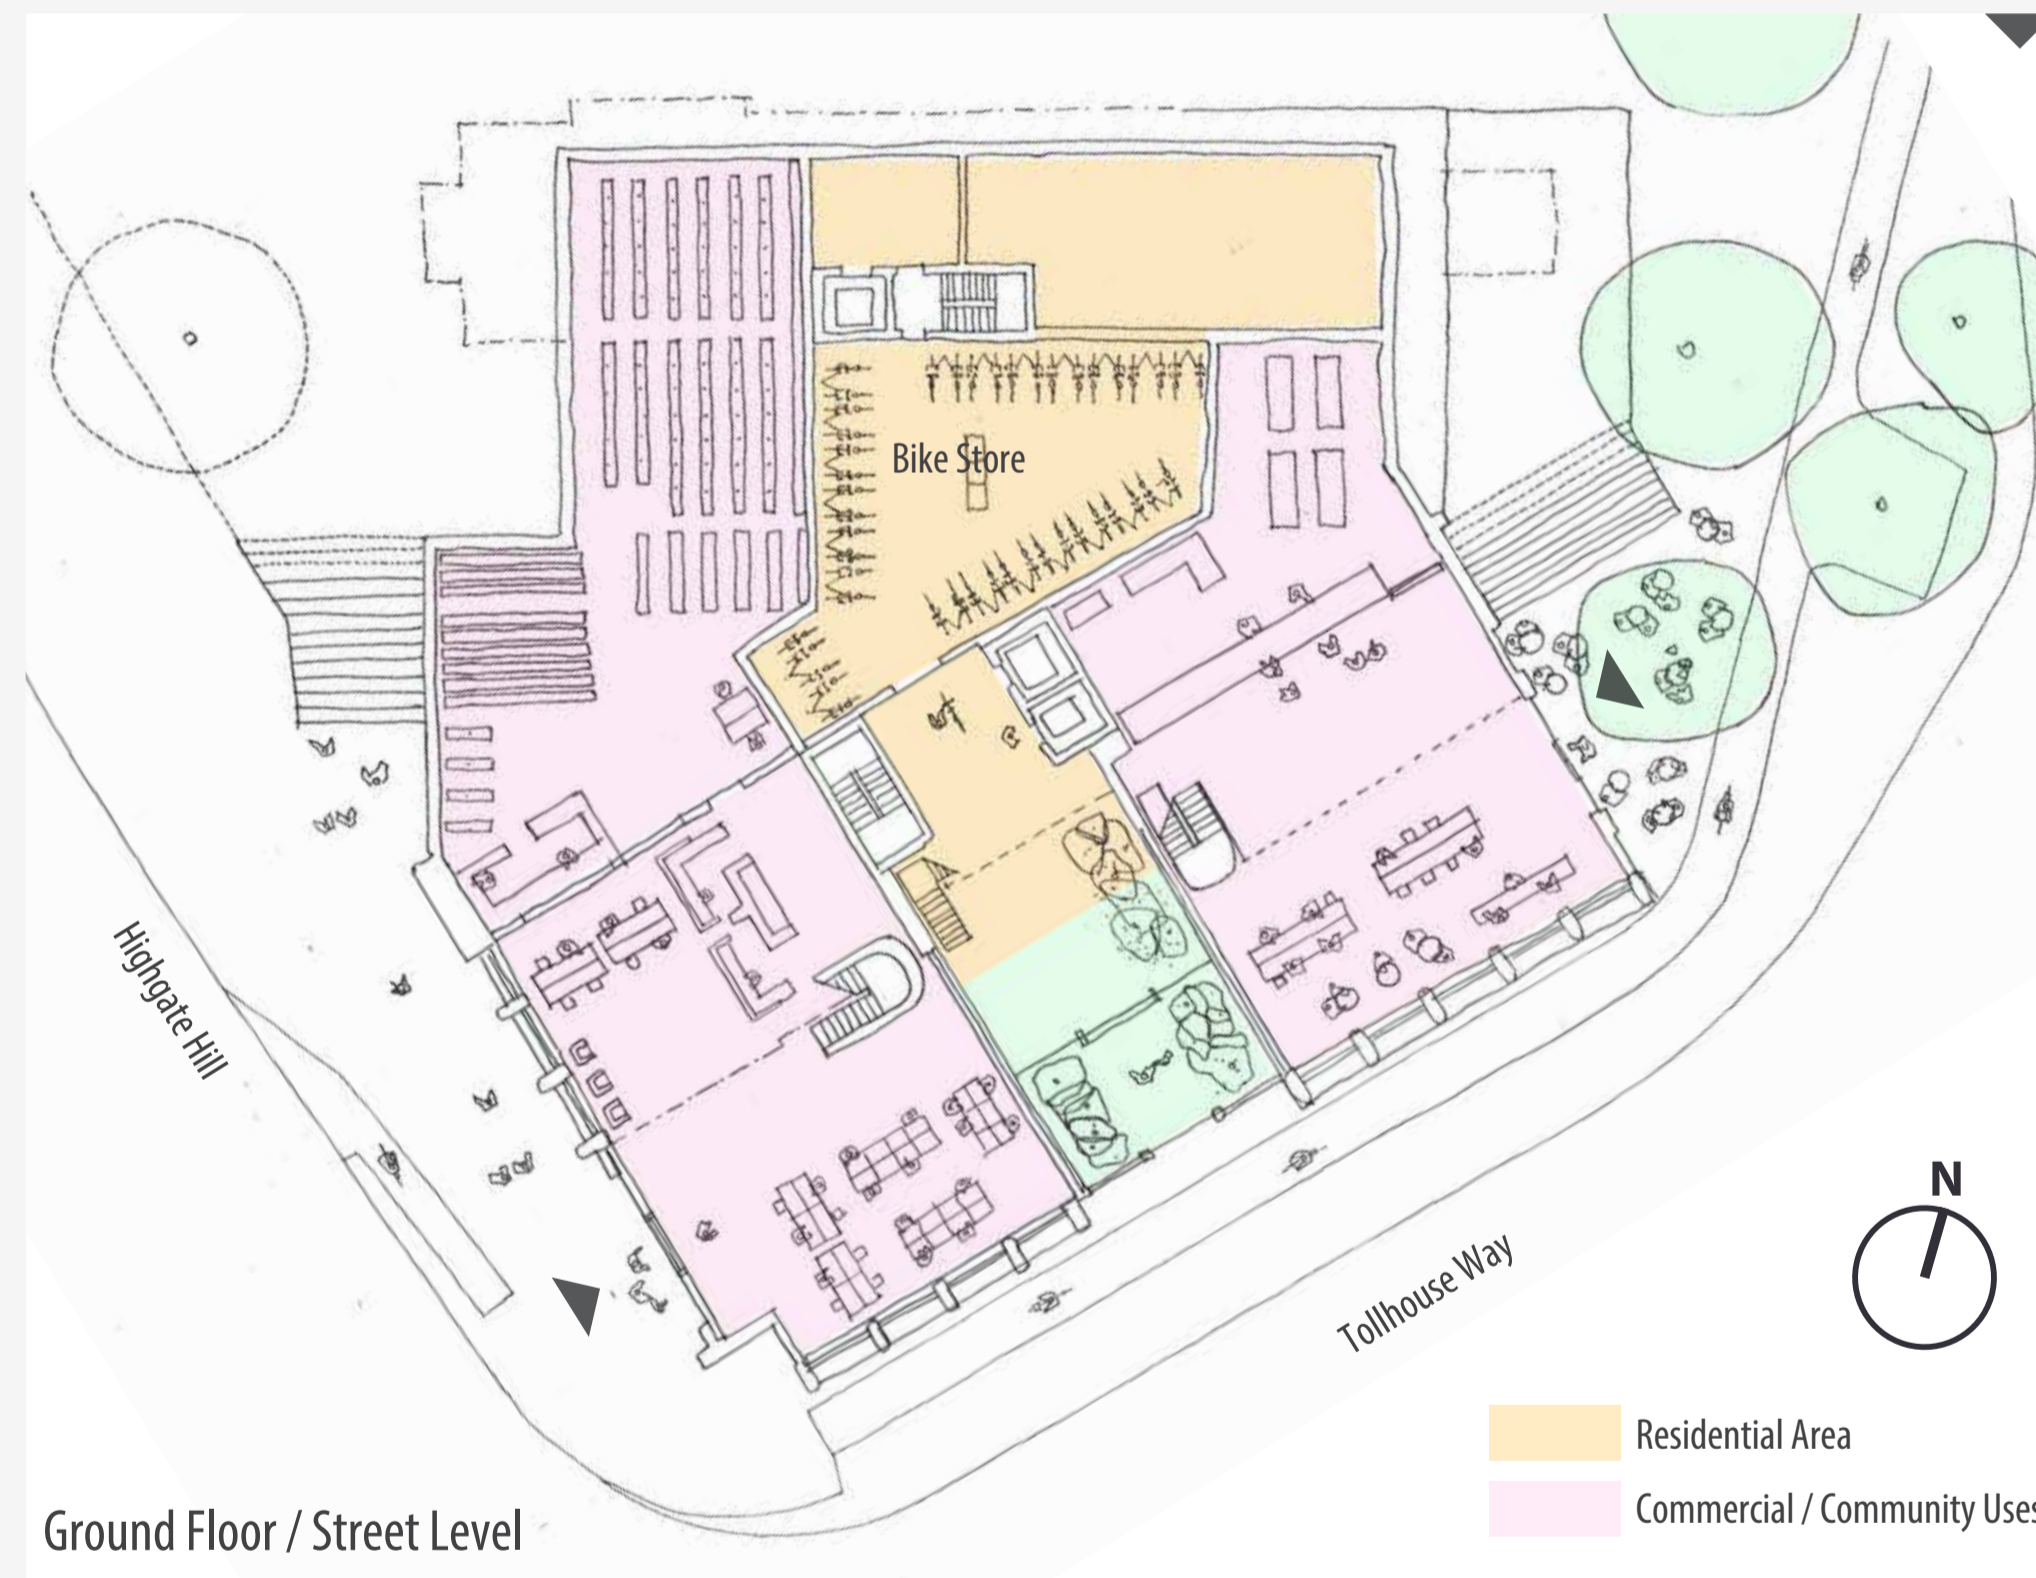 Bike Store
Highgate Hill
Tollhouse Way
N
Residential Area
Commercial / Community Uses
Ground Floor / Street Level